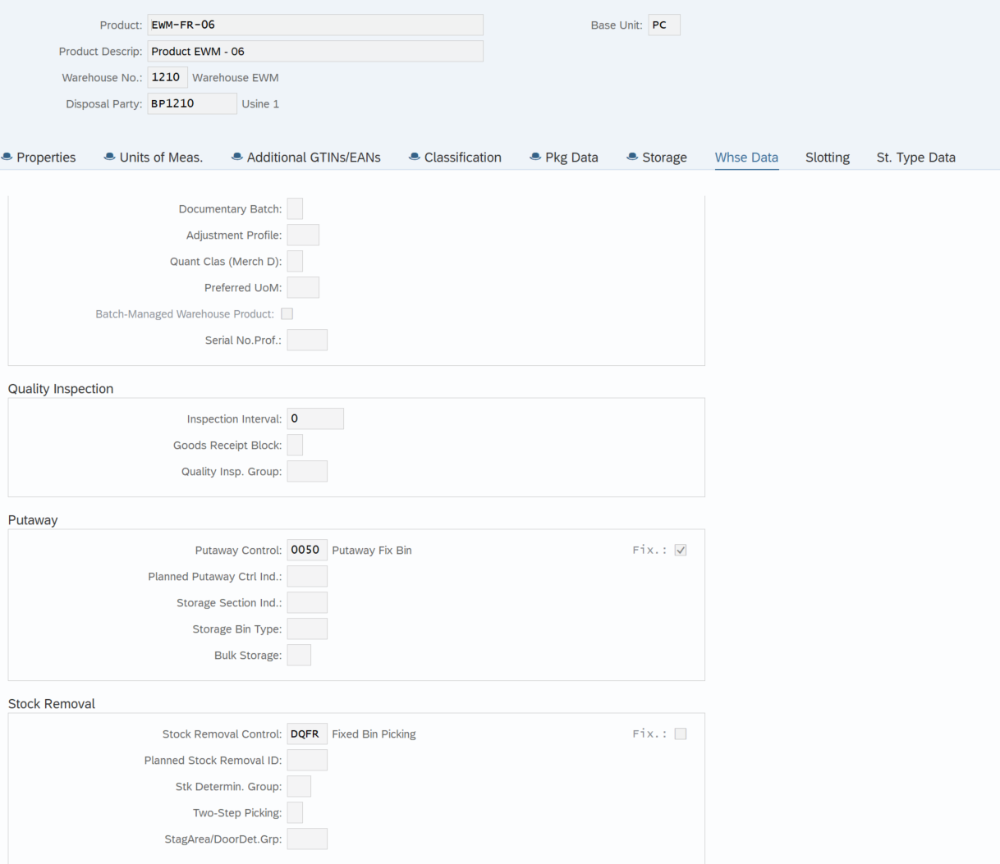 Product: EWM-FR-06 Base Unit: PC
Product Descrip: Product EWM - 06
Warehouse No.: 1210 Warehouse EWM
Disposal Party: BP1210 Usine 1
Properties Units of Meas. Additional GTINs/EANs Classification Pkg Data Storage Whse Data Slotting St. Type Data
Documentary Batch:
Adjustment Profile:
Quant Clas (Merch D):
Preferred UoM:
Batch-Managed Warehouse Product:
Serial No.Prof.:
Quality Inspection
Inspection Interval: 0
Goods Receipt Block:
Quality Insp. Group:
Putaway
Putaway Control: 0050 Putaway Fix Bin Fix.:
Planned Putaway Ctrl Ind.:
Storage Section Ind.:
Storage Bin Type:
Bulk Storage:
Stock Removal
Stock Removal Control: DQFR Fixed Bin Picking Fix.:
Planned Stock Removal ID:
Stk Determin. Group:
Two-Step Picking:
StagArea/DoorDet.Grp: